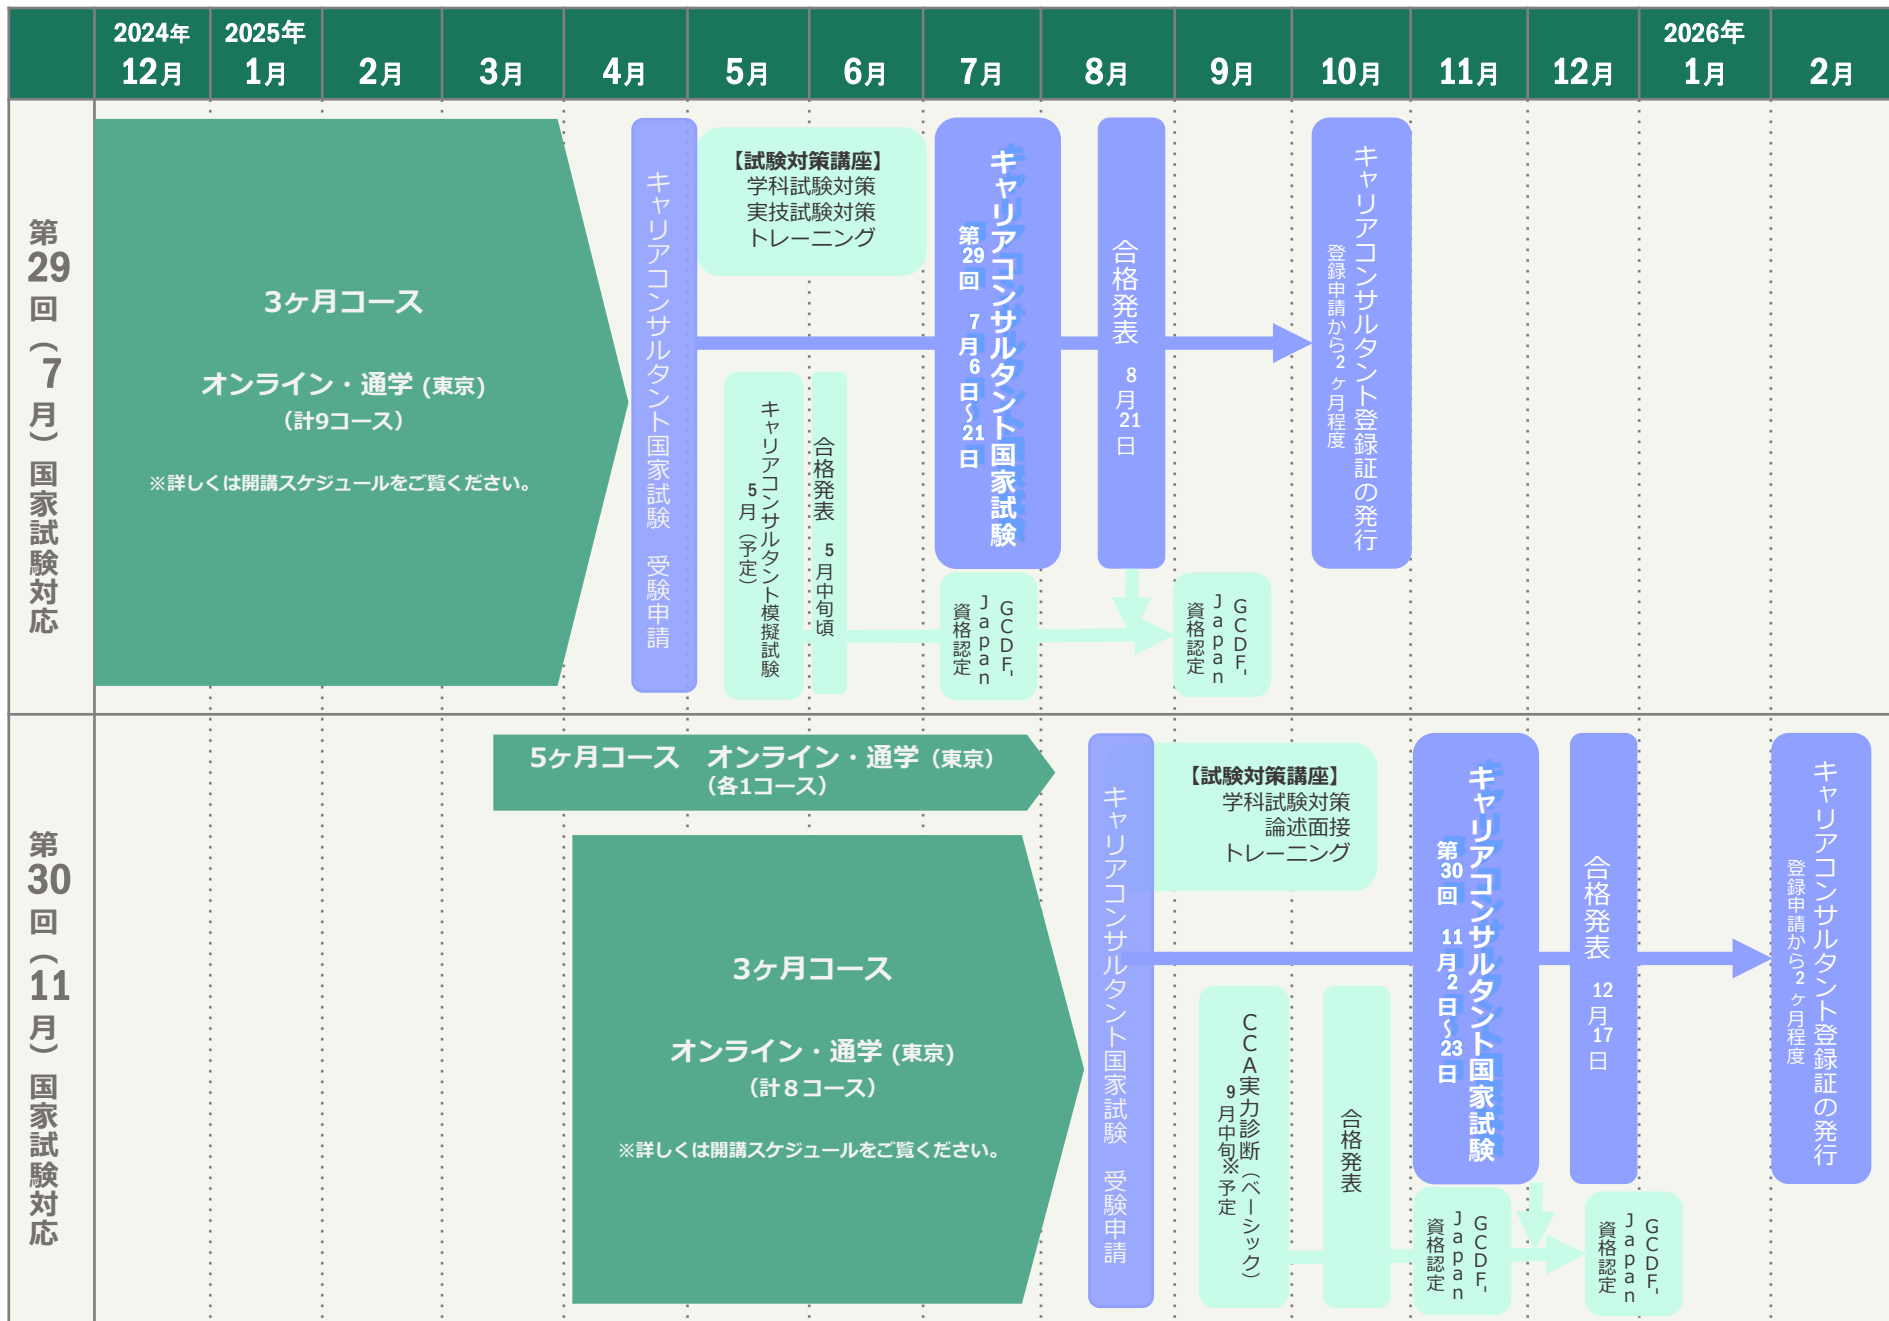 2024年
12月
2025年
1月
2月
3月
4月
5月
6月
7月
8月
9月
10月
11月
12月
2026年
1月
2月
第29回（7月）国家試験対応
3ヶ月コース
オンライン・通学 (東京)
（計9コース）
※詳しくは開講スケジュールをご覧ください。
キャリアコンサルタント国家試験　受験申請
【試験対策講座】
学科試験対策
実技試験対策
トレーニング
キャリアコンサルタント模擬試験
5月（予定）
合格発表　5月中旬頃
キャリアコンサルタント国家試験
第29回　7月6日～21日
GCDF-
Japan
資格認定
合格発表　8月21日
GCDF-
Japan
資格認定
キャリアコンサルタント登録証の発行
登録申請から2ヶ月程度
第30回（11月）国家試験対応
5ヶ月コース　オンライン・通学（東京）
（各1コース）
3ヶ月コース
オンライン・通学 (東京)
（計８コース）
※詳しくは開講スケジュールをご覧ください。
キャリアコンサルタント国家試験　受験申請
【試験対策講座】
学科試験対策
論述面接
トレーニング
CCA実力診断（ベーシック）
9月中旬※予定
合格発表
キャリアコンサルタント国家試験
第30回　11月2日～23日
GCDF-
Japan
資格認定
合格発表　12月17日
GCDF-
Japan
資格認定
キャリアコンサルタント登録証の発行
登録申請から2ヶ月程度